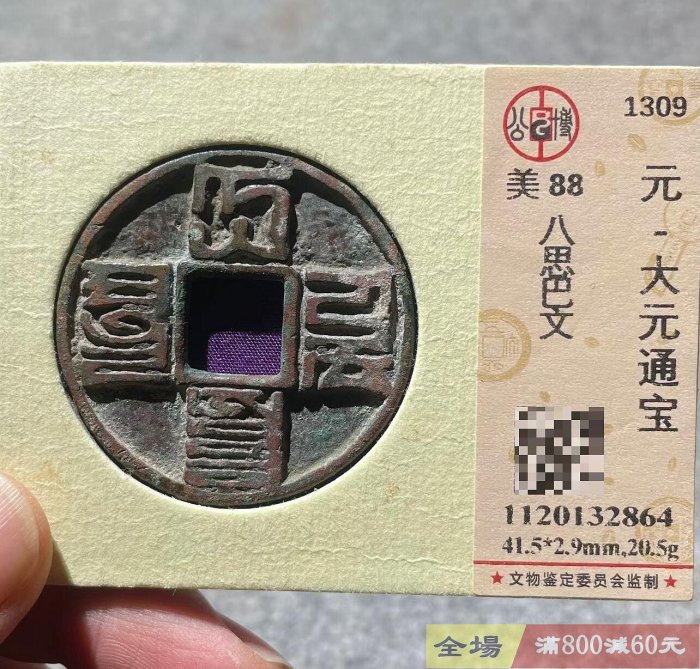 公博
1309
美 88
元-大元通宝
八思巴文
1120132864
41.5*2.9mm,20.5g
★ 文物鉴定委员会监制 ★
全場 滿800減60元